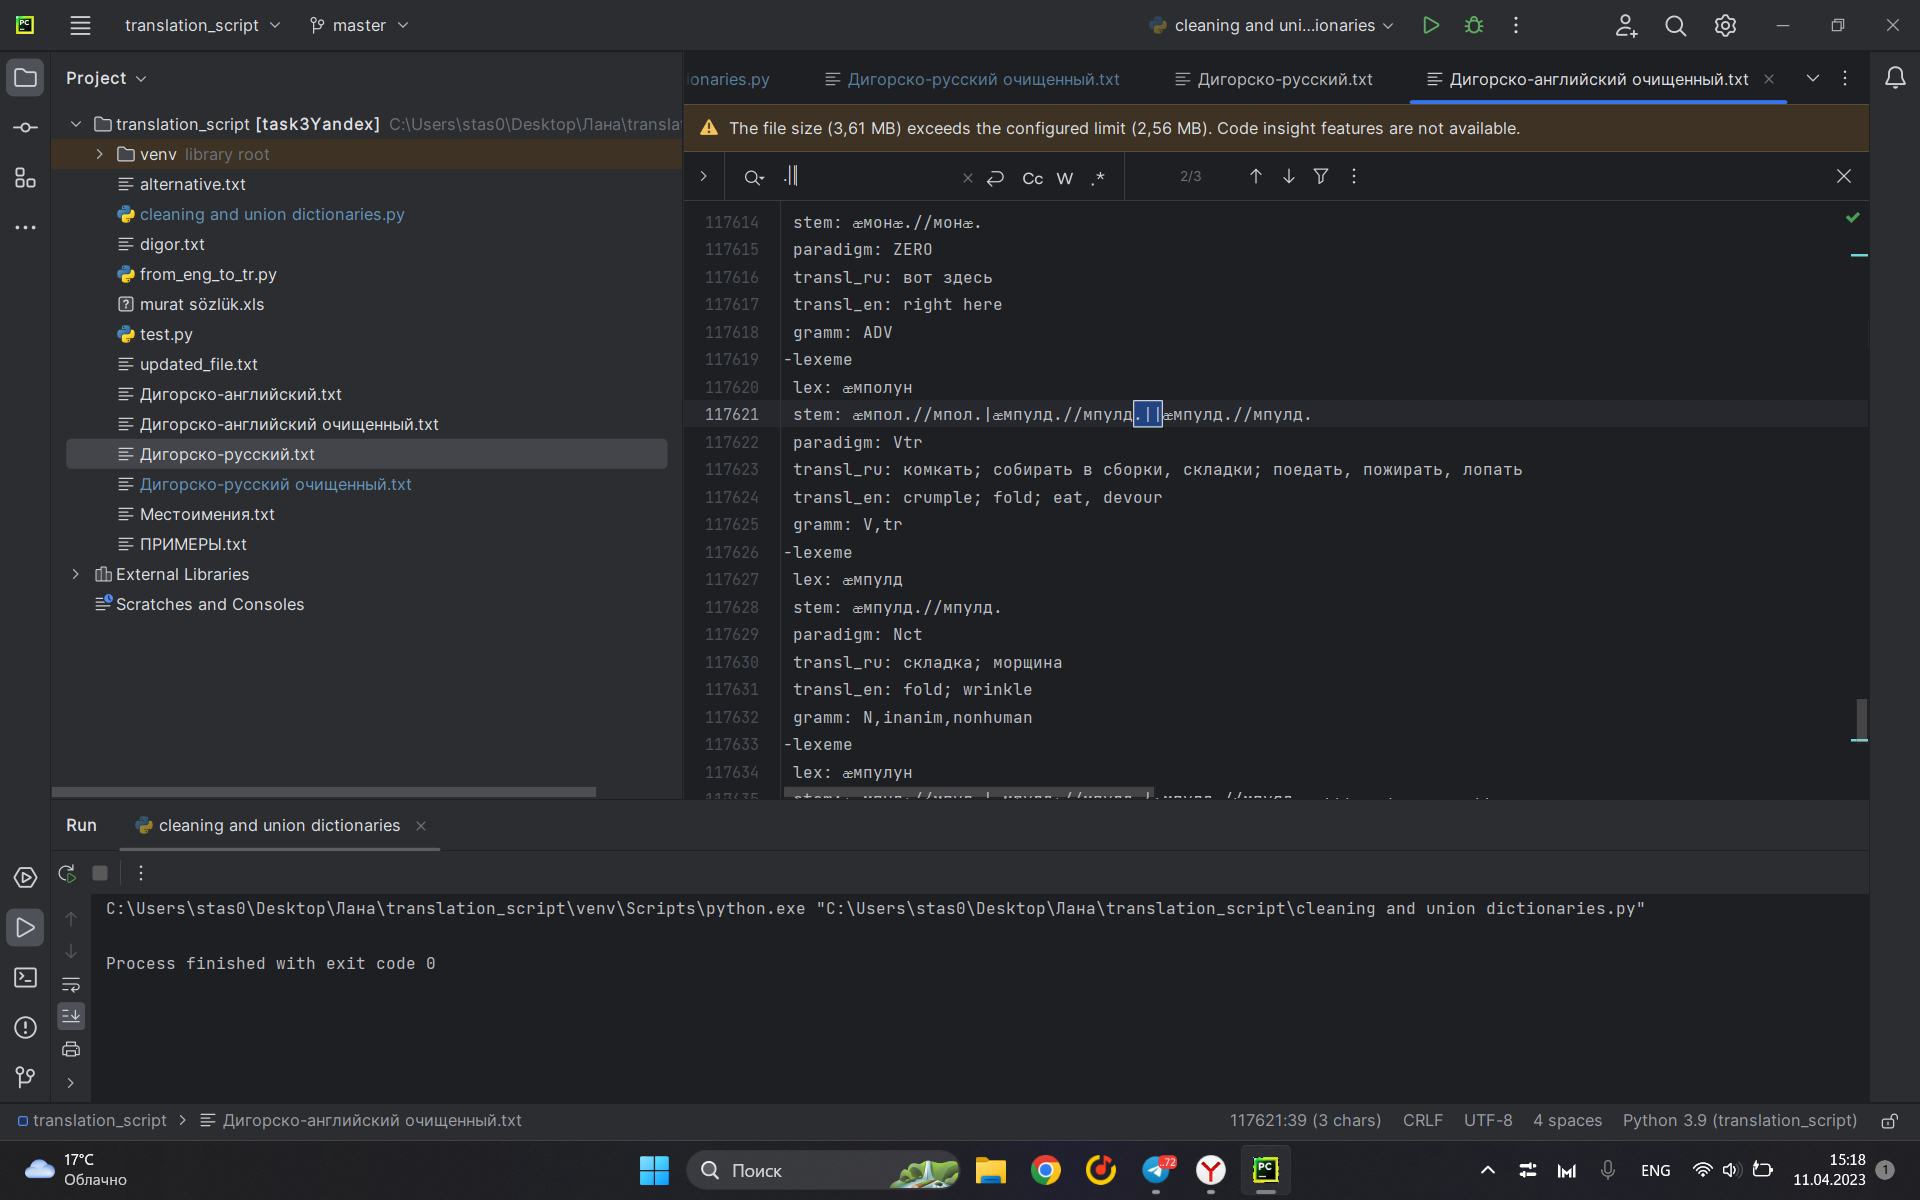 translation_script
master
cleaning and uni...ionaries
Project
onaries.py
Дигорско-русский очищенный.txt
Дигорско-русский.txt
Дигорско-английский очищенный.txt
translation_script [task3Yandex] C:\Users\stas0\Desktop\Лана\transla
The file size (3,61 MB) exceeds the configured limit (2,56 MB). Code insight features are not available.
venv library root
alternative.txt
cleaning and union dictionaries.py
digor.txt
from_eng_to_tr.py
murat sözlük.xls
test.py
updated_file.txt
Дигорско-английский.txt
Дигорско-английский очищенный.txt
Дигорско-русский.txt
Дигорско-русский очищенный.txt
Местоимения.txt
ПРИМЕРЫ.txt
External Libraries
Scratches and Consoles
.||
Cc W .*
2/3
117614 stem: æмонæ.//монæ.
117615 paradigm: ZERO
117616 transl_ru: вот здесь
117617 transl_en: right here
117618 gramm: ADV
117619 -lexeme
117620 lex: æмполун
117621 stem: æмпол.//мпол.|æмпулд.//мпулд.||æмпулд.//мпулд.
117622 paradigm: Vtr
117623 transl_ru: комкать; собирать в сборки, складки; поедать, пожирать, лопать
117624 transl_en: crumple; fold; eat, devour
117625 gramm: V,tr
117626 -lexeme
117627 lex: æмпулд
117628 stem: æмпулд.//мпулд.
117629 paradigm: Nct
117630 transl_ru: складка; морщина
117631 transl_en: fold; wrinkle
117632 gramm: N,inanim,nonhuman
117633 -lexeme
117634 lex: æмпулун
Run
cleaning and union dictionaries
C:\Users\stas0\Desktop\Лана\translation_script\venv\Scripts\python.exe "C:\Users\stas0\Desktop\Лана\translation_script\cleaning and union dictionaries.py"
Process finished with exit code 0
translation_script > Дигорско-английский очищенный.txt
117621:39 (3 chars) CRLF UTF-8 4 spaces Python 3.9 (translation_script)
17°C
Облачно
Поиск
72
ENG
15:18
11.04.2023
1